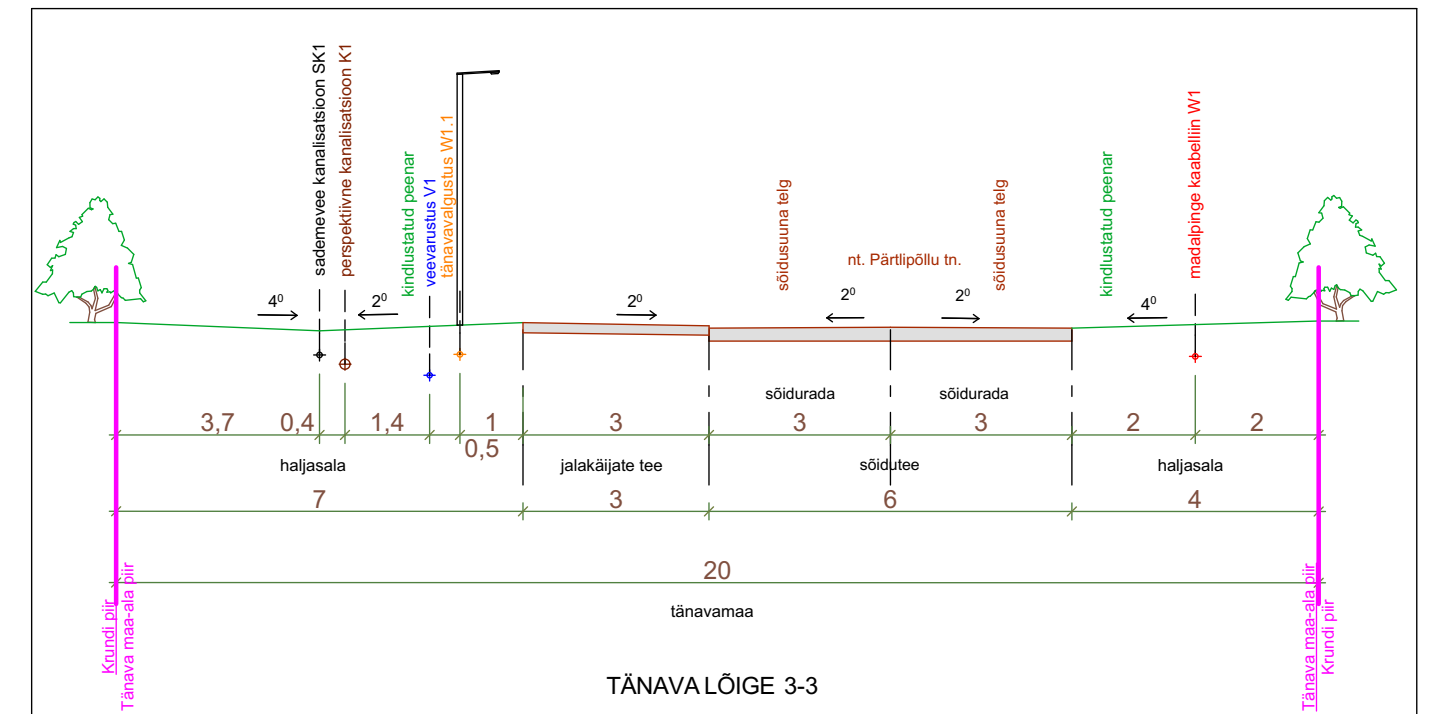 sademevee kanalisatsioon SK1
perspektiivne kanalisatsioon K1
kindlustatud peenar
veevarustus V1
tänavavalgustus W1.1
sõidusuuna telg
nt. Pärtlipõllu tn.
sõidusuuna telg
kindlustatud peenar
madalpinge kaabelliin W1
4⁰
2⁰
2⁰
2⁰
2⁰
4⁰
sõidurada
sõidurada
3,7
0,4
1,4
1
0,5
3
3
3
2
2
haljasala
jalakäijate tee
sõidutee
haljasala
7
3
6
4
20
tänavamaa
Krundi piir
Tänava maa-ala piir
Tänava maa-ala piir
Krundi piir
TÄNAVA LÕIGE 3-3